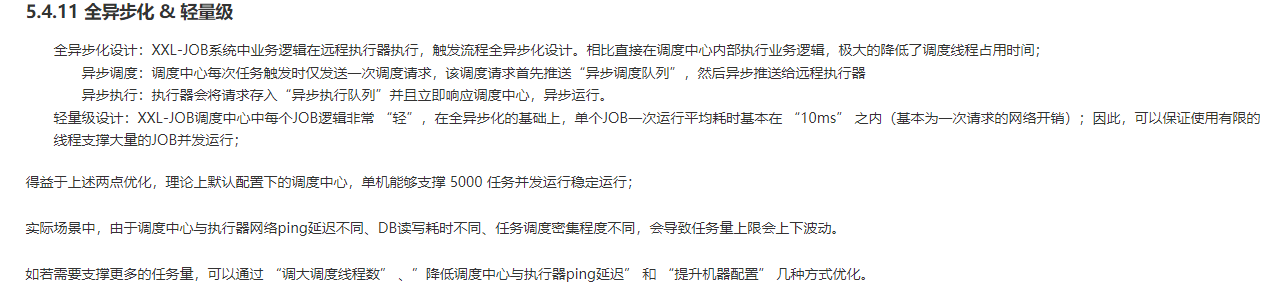 5.4.11 全异步化 & 轻量级
全异步化设计：XXL-JOB系统中业务逻辑在远程执行器执行，触发流程全异步化设计。相比直接在调度中心内部执行业务逻辑，极大的降低了调度线程占用时间；
异步调度：调度中心每次任务触发时仅发送一次调度请求，该调度请求首先推送“异步调度队列”，然后异步推送给远程执行器
异步执行：执行器会将请求存入“异步执行队列”并且立即响应调度中心，异步运行。
轻量级设计：XXL-JOB调度中心中每个JOB逻辑非常 “轻”，在全异步化的基础上，单个JOB一次运行平均耗时基本在 “10ms” 之内（基本为一次请求的网络开销）；因此，可以保证使用有限的
线程支撑大量的JOB并发运行；
得益于上述两点优化，理论上默认配置下的调度中心，单机能够支撑 5000 任务并发运行稳定运行；
实际场景中，由于调度中心与执行器网络ping延迟不同、DB读写耗时不同、任务调度密集程度不同，会导致任务量上限会上下波动。
如若需要支撑更多的任务量，可以通过 “调大调度线程数” 、” 降低调度中心与执行器ping延迟” 和 “提升机器配置” 几种方式优化。